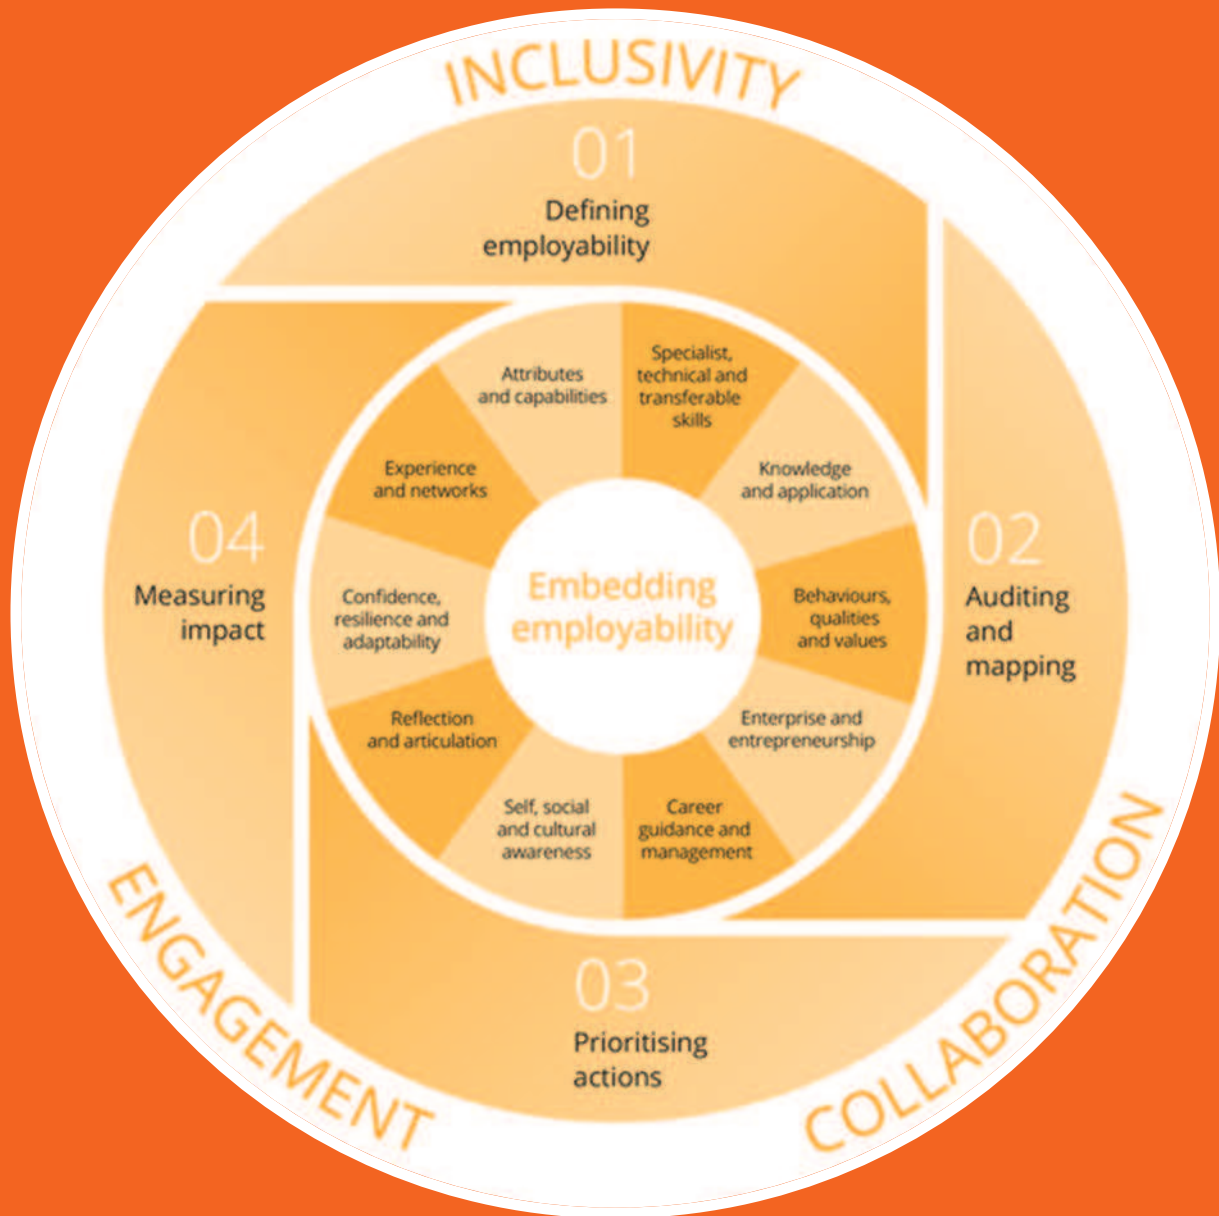 INCLUSIVITY
01
Defining
employability
02
Auditing
and
mapping
03
Prioritising
actions
04
Measuring
impact
COLLABORATION
ENGAGEMENT
Specialist,
technical and
transferable
skills
Knowledge
and application
Behaviours,
qualities
and values
Enterprise and
entrepreneurship
Career
guidance and
management
Self, social
and cultural
awareness
Reflection
and articulation
Confidence,
resilience and
adaptability
Experience
and networks
Attributes
and capabilities
Embedding
employability